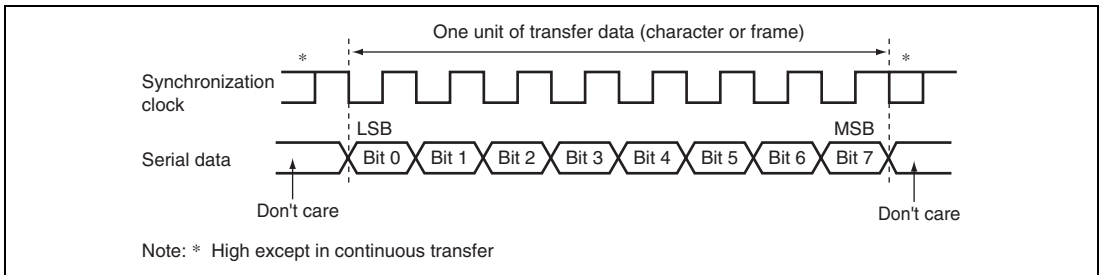 One unit of transfer data (character or frame)
* *
Synchronization
clock
LSB MSB
Serial data Bit 0 Bit 1 Bit 2 Bit 3 Bit 4 Bit 5 Bit 6 Bit 7
Don't care Don't care
Note: * High except in continuous transfer